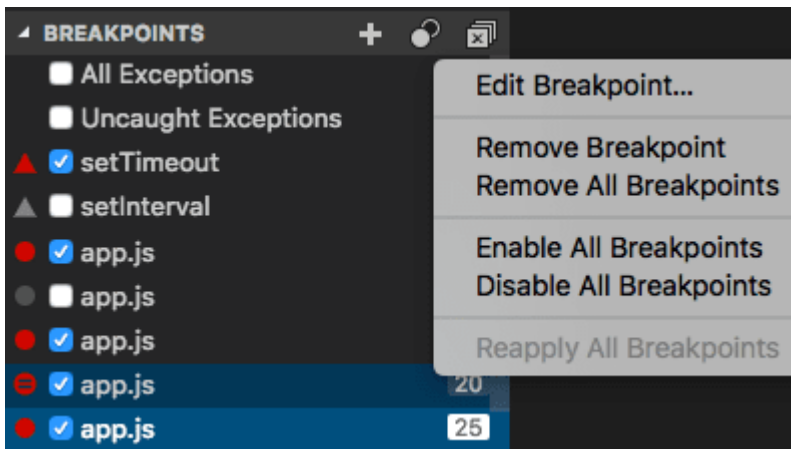 BREAKPOINTS
All Exceptions
Uncaught Exceptions
setTimeout
setInterval
app.js
app.js
app.js
app.js 20
app.js 25
Edit Breakpoint...
Remove Breakpoint
Remove All Breakpoints
Enable All Breakpoints
Disable All Breakpoints
Reapply All Breakpoints